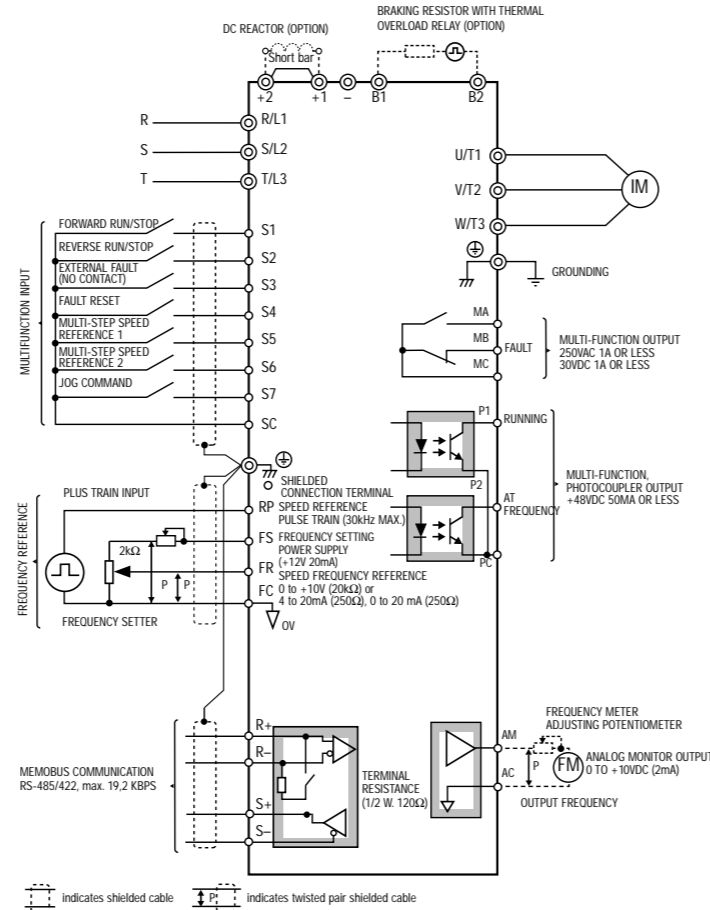 BRAKING RESISTOR WITH THERMAL
OVERLOAD RELAY (OPTION)
DC REACTOR (OPTION)
Short bar
+2
+1
–
B1
B2
R
R/L1
S
S/L2
T
T/L3
U/T1
V/T2
W/T3
IM
GROUNDING
MULTIFUNCTION INPUT
FORWARD RUN/STOP
S1
REVERSE RUN/STOP
S2
EXTERNAL FAULT
(NO CONTACT)
S3
FAULT RESET
S4
MULTI-STEP SPEED
REFERENCE 1
S5
MULTI-STEP SPEED
REFERENCE 2
S6
JOG COMMAND
S7
SC
MA
MB
MC
FAULT
MULTI-FUNCTION OUTPUT
250VAC 1A OR LESS
30VDC 1A OR LESS
P1
RUNNING
P2
AT
FREQUENCY
PC
MULTI-FUNCTION,
PHOTOCOUPLER OUTPUT
+48VDC 50MA OR LESS
SHIELDED
CONNECTION TERMINAL
FREQUENCY REFERENCE
PLUS TRAIN INPUT
RP
SPEED REFERENCE
PULSE TRAIN (30kHz MAX.)
FS
FREQUENCY SETTING
POWER SUPPLY
(+12V 20mA)
2kΩ
P
P
FR
SPEED FREQUENCY REFERENCE
0 to +10V (20kΩ) or
4 to 20mA (250Ω), 0 to 20 mA (250Ω)
FC
0V
FREQUENCY SETTER
MEMOBUS COMMUNICATION
RS-485/422, max. 19,2 KBPS
R+
R–
S+
S–
TERMINAL
RESISTANCE
(1/2 W. 120Ω)
FREQUENCY METER
ADJUSTING POTENTIOMETER
AM
AC
P
FM
ANALOG MONITOR OUTPUT
0 TO +10VDC (2mA)
OUTPUT FREQUENCY
indicates shielded cable
P
indicates twisted pair shielded cable